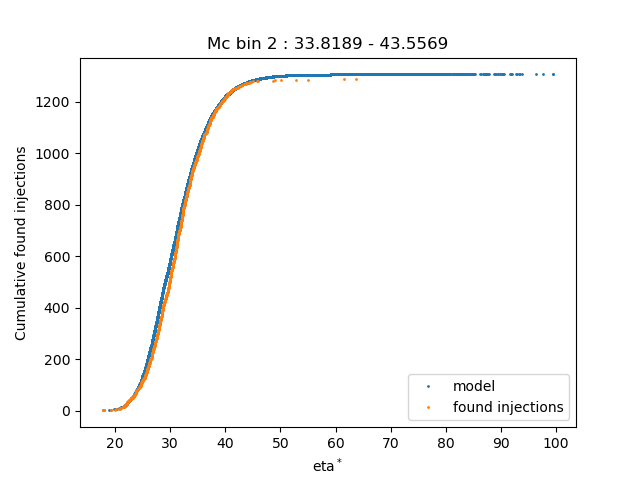 Mc bin 2 : 33.8189 - 43.5569
Cumulative found injections
1200
1000
800
600
400
200
0
20 30 40 50 60 70 80 90 100
eta*
model
found injections